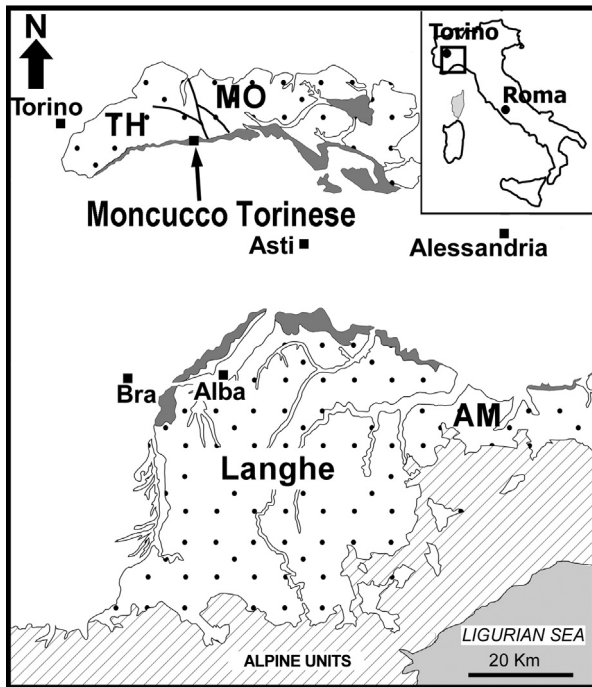 N
Torino
Torino
MO
TH
Roma
Moncucco Torinese
Asti
Alessandria
Bra
Alba
AM
Langhe
LIGURIAN SEA
ALPINE UNITS
20 Km